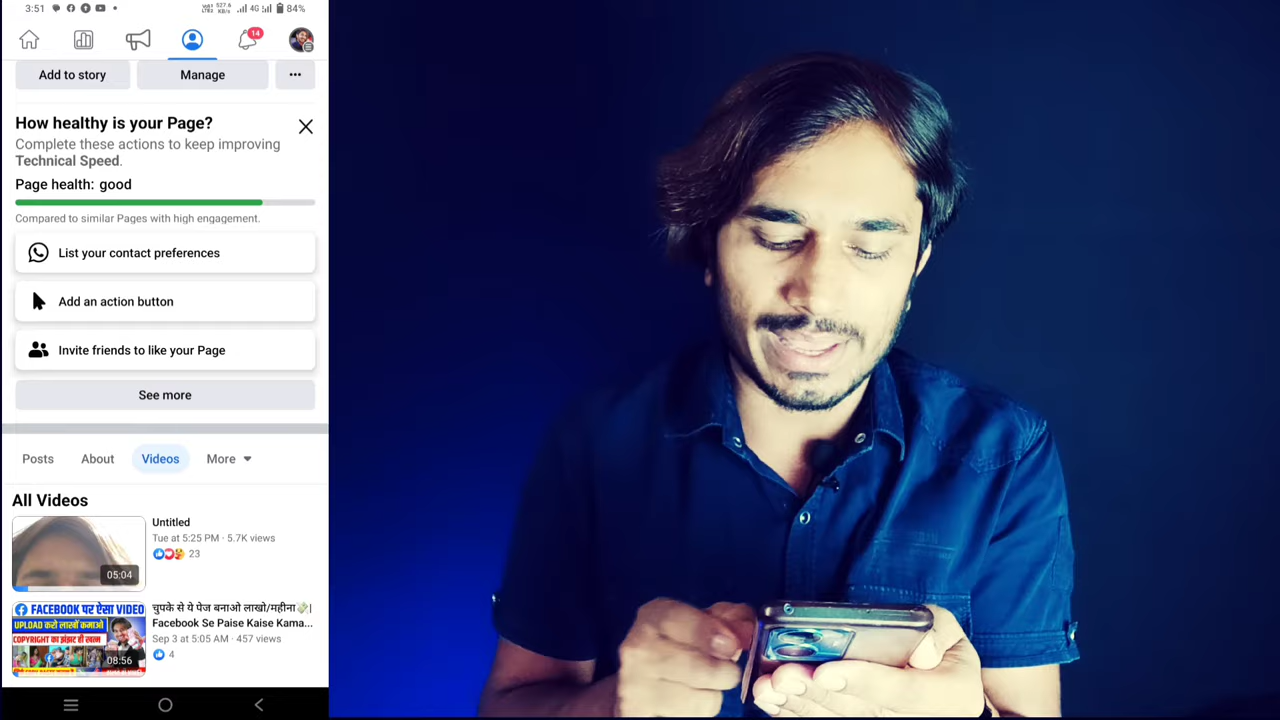 3:51
527.6 KB/s
4G
84%
14
Add to story
Manage
How healthy is your Page?
Complete these actions to keep improving
Technical Speed.
Page health: good
Compared to similar Pages with high engagement.
List your contact preferences
Add an action button
Invite friends to like your Page
See more
Posts
About
Videos
More
All Videos
Untitled
Tue at 5:25 PM · 5.7K views
23
05:04
FACEBOOK पर ऐसा VIDEO
UPLOAD करो लाखों कमाओ
COPYRIGHT का झंझट ही खत्म
08:56
चुपके से ये पेज बनाओ लाखो/महीना💸|
Facebook Se Paise Kaise Kama...
Sep 3 at 5:05 AM · 457 views
4